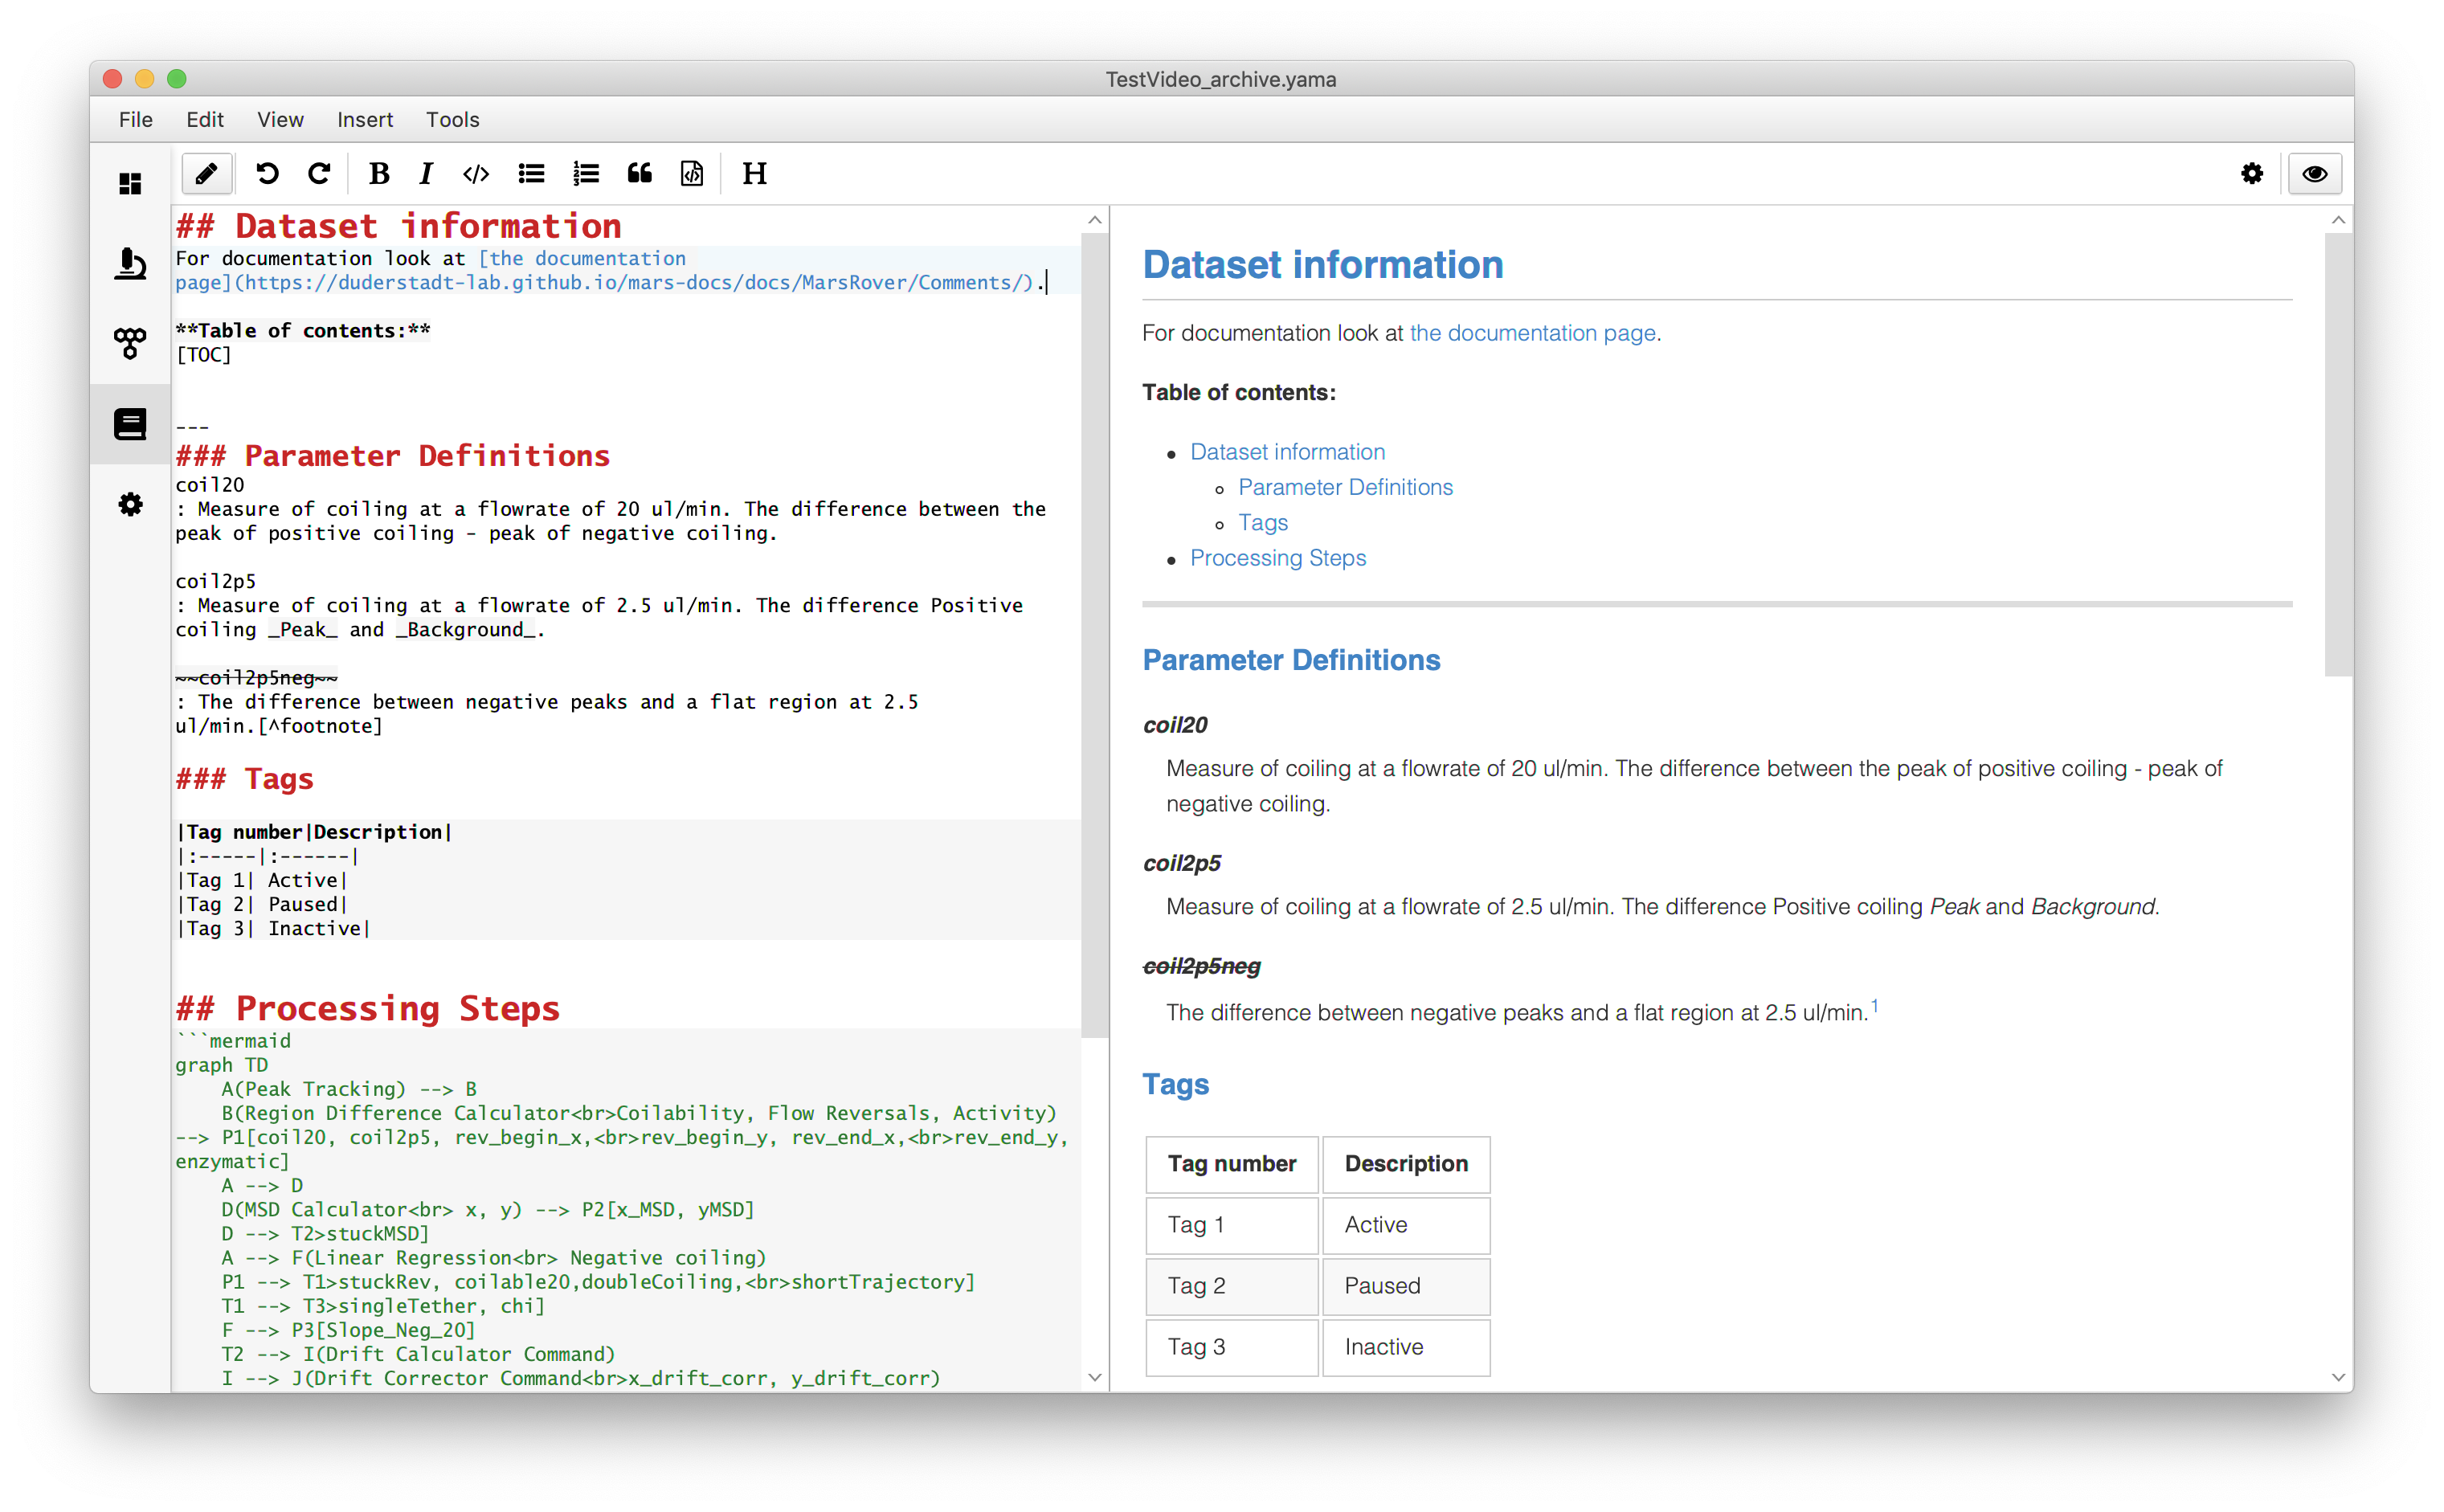 TestVideo_archive.yama
File Edit View Insert Tools
B I </> H
## Dataset information
For documentation look at [the documentation
page](https://duderstadt-lab.github.io/mars-docs/docs/MarsRover/Comments/).
**Table of contents:**
[TOC]
---
### Parameter Definitions
coil20
: Measure of coiling at a flowrate of 20 ul/min. The difference between the
peak of positive coiling - peak of negative coiling.
coil2p5
: Measure of coiling at a flowrate of 2.5 ul/min. The difference Positive
coiling _Peak_ and _Background_.
~~coil2p5neg~~
: The difference between negative peaks and a flat region at 2.5
ul/min.[^footnote]
### Tags
|Tag number|Description|
|:-----|:------|
|Tag 1| Active|
|Tag 2| Paused|
|Tag 3| Inactive|
## Processing Steps
```mermaid
graph TD
A(Peak Tracking) --> B
B(Region Difference Calculator<br>Coilability, Flow Reversals, Activity)
--> P1[coil20, coil2p5, rev_begin_x,<br>rev_begin_y, rev_end_x,<br>rev_end_y,
enzymatic]
A --> D
D(MSD Calculator<br> x, y) --> P2[x_MSD, yMSD]
D --> T2>stuckMSD]
A --> F(Linear Regression<br> Negative coiling)
P1 --> T1>stuckRev, coilable20,doubleCoiling,<br>shortTrajectory]
T1 --> T3>singleTether, chi]
F --> P3[Slope_Neg_20]
T2 --> I(Drift Calculator Command)
I --> J(Drift Corrector Command<br>x_drift_corr, y_drift_corr)
Dataset information
For documentation look at the documentation page.
Table of contents:
Dataset information
Parameter Definitions
Tags
Processing Steps
Parameter Definitions
coil20
Measure of coiling at a flowrate of 20 ul/min. The difference between the peak of positive coiling - peak of
negative coiling.
coil2p5
Measure of coiling at a flowrate of 2.5 ul/min. The difference Positive coiling Peak and Background.
coil2p5neg
The difference between negative peaks and a flat region at 2.5 ul/min.1
Tags
Tag number Description
Tag 1 Active
Tag 2 Paused
Tag 3 Inactive